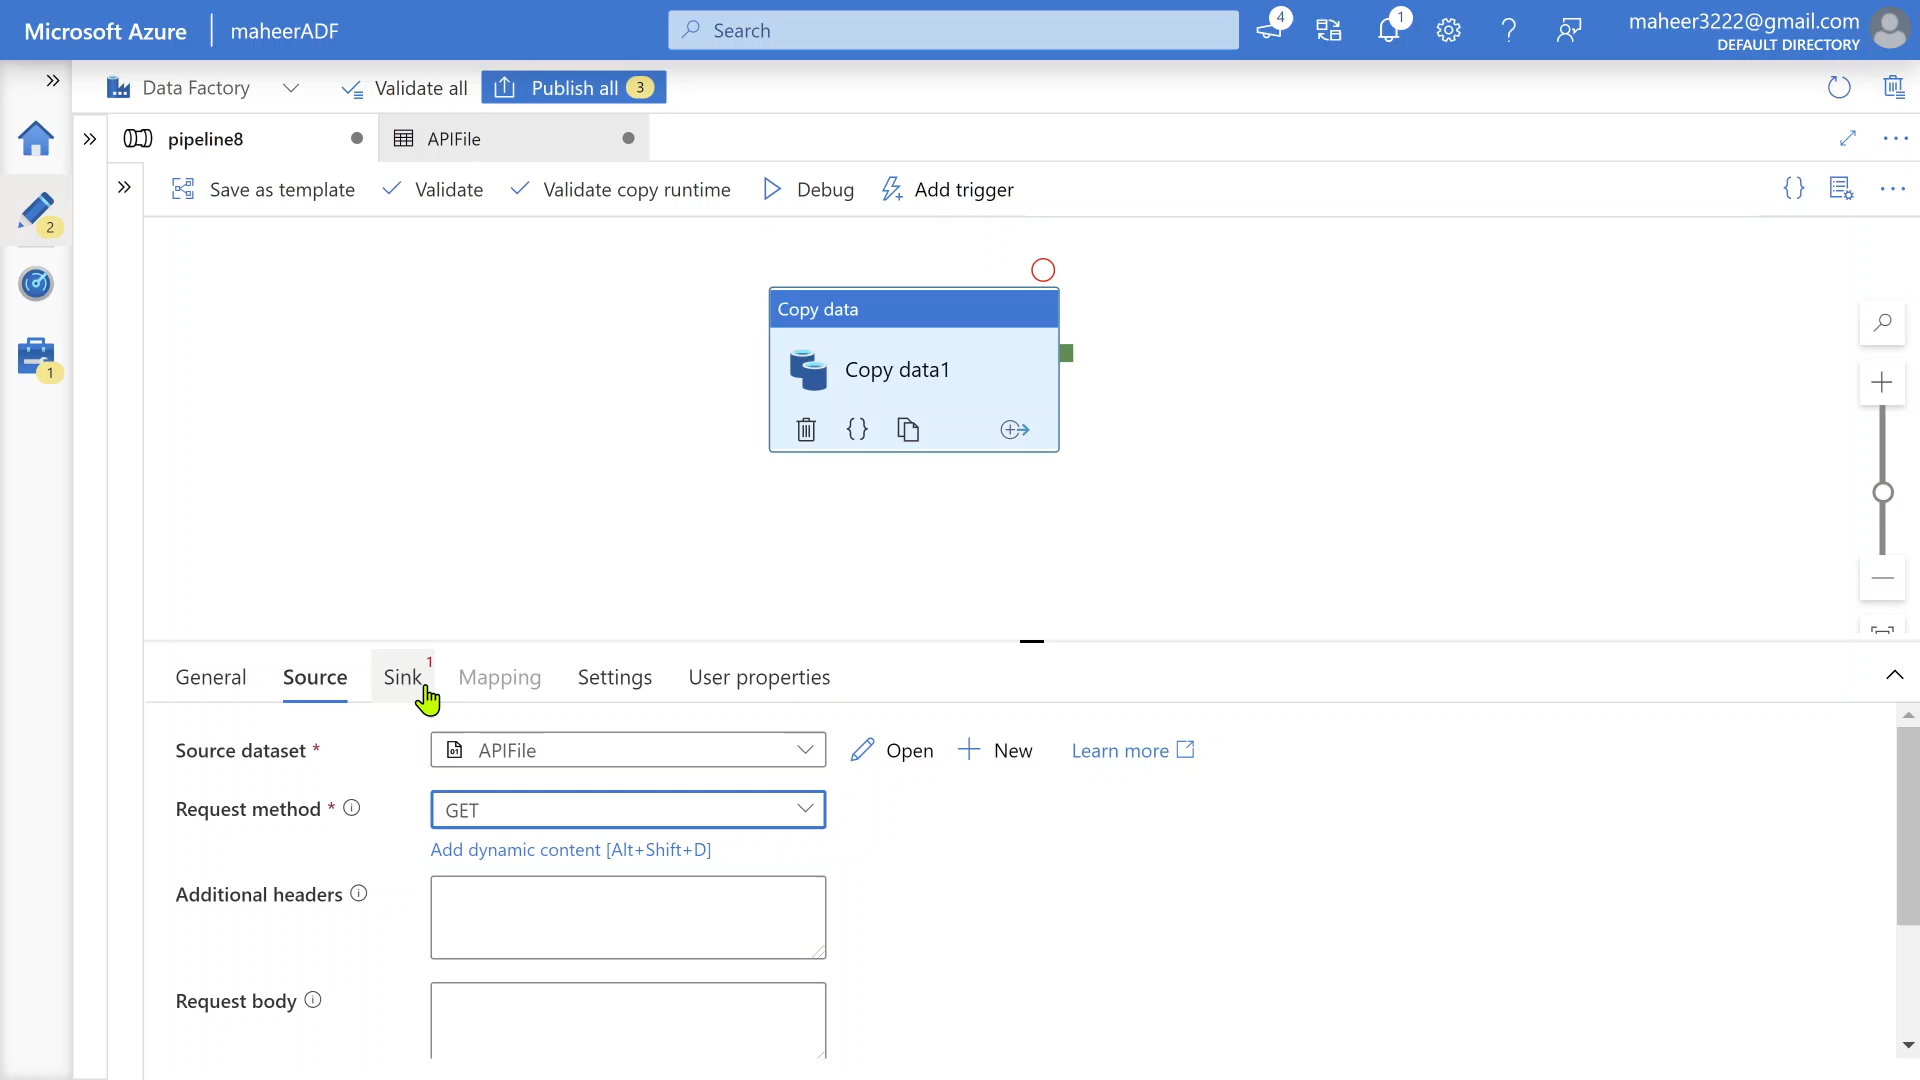 Microsoft Azure
maheerADF
Search
4
1
maheer3222@gmail.com
DEFAULT DIRECTORY
Data Factory
Validate all
Publish all 3
pipeline8
APIFile
Save as template
Validate
Validate copy runtime
Debug
Add trigger
2
1
Copy data
Copy data1
General
Source
Sink 1
Mapping
Settings
User properties
Source dataset *
APIFile
Open
New
Learn more
Request method *
GET
Add dynamic content [Alt+Shift+D]
Additional headers
Request body